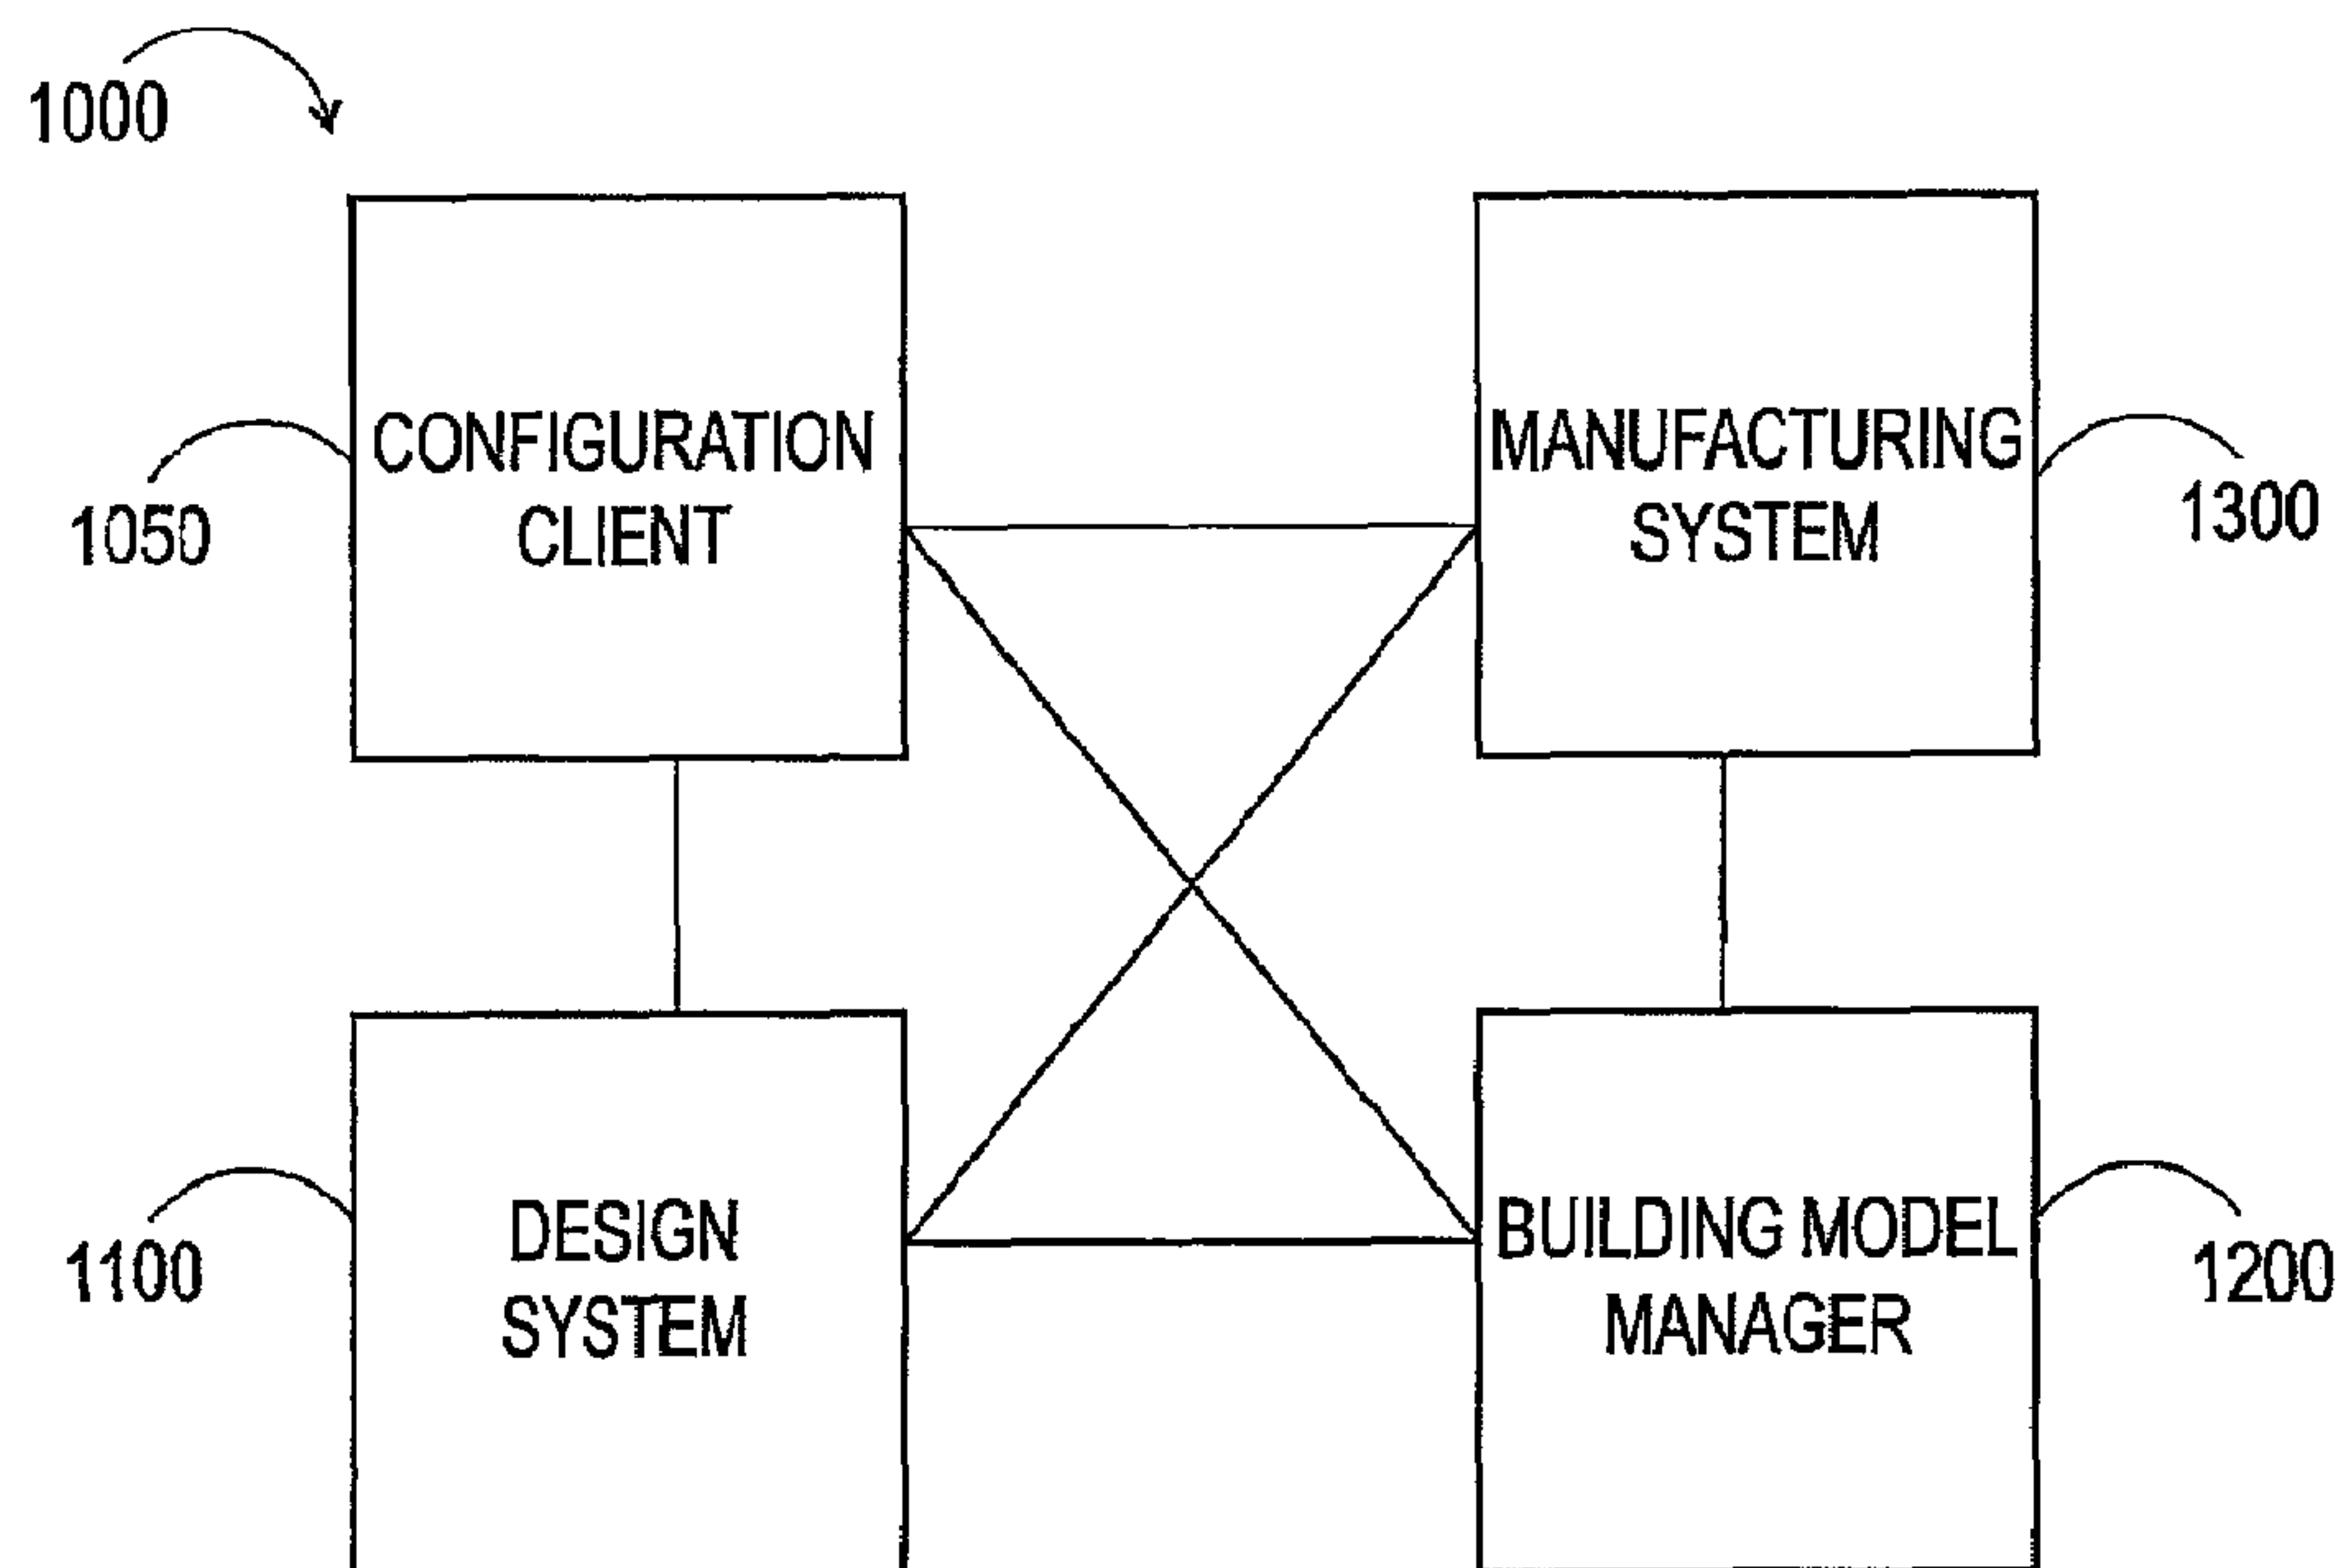 1000
CONFIGURATION
CLIENT
1050
MANUFACTURING
SYSTEM
1300
DESIGN
SYSTEM
1100
BUILDING MODEL
MANAGER
1200